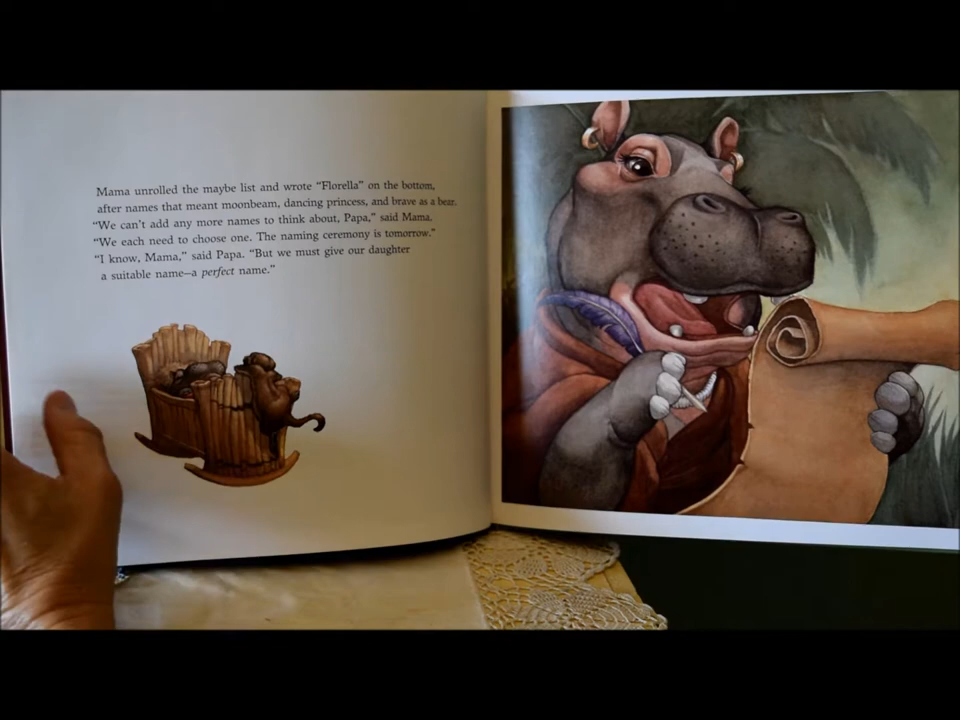 Mama unrolled the maybe list and wrote “Florella” on the bottom,
after names that meant moonbeam, dancing princess, and brave as a bear.
“We can’t add any more names to think about, Papa,” said Mama.
“We each need to choose one. The naming ceremony is tomorrow.”
“I know, Mama,” said Papa. “But we must give our daughter
a suitable name—a perfect name.”